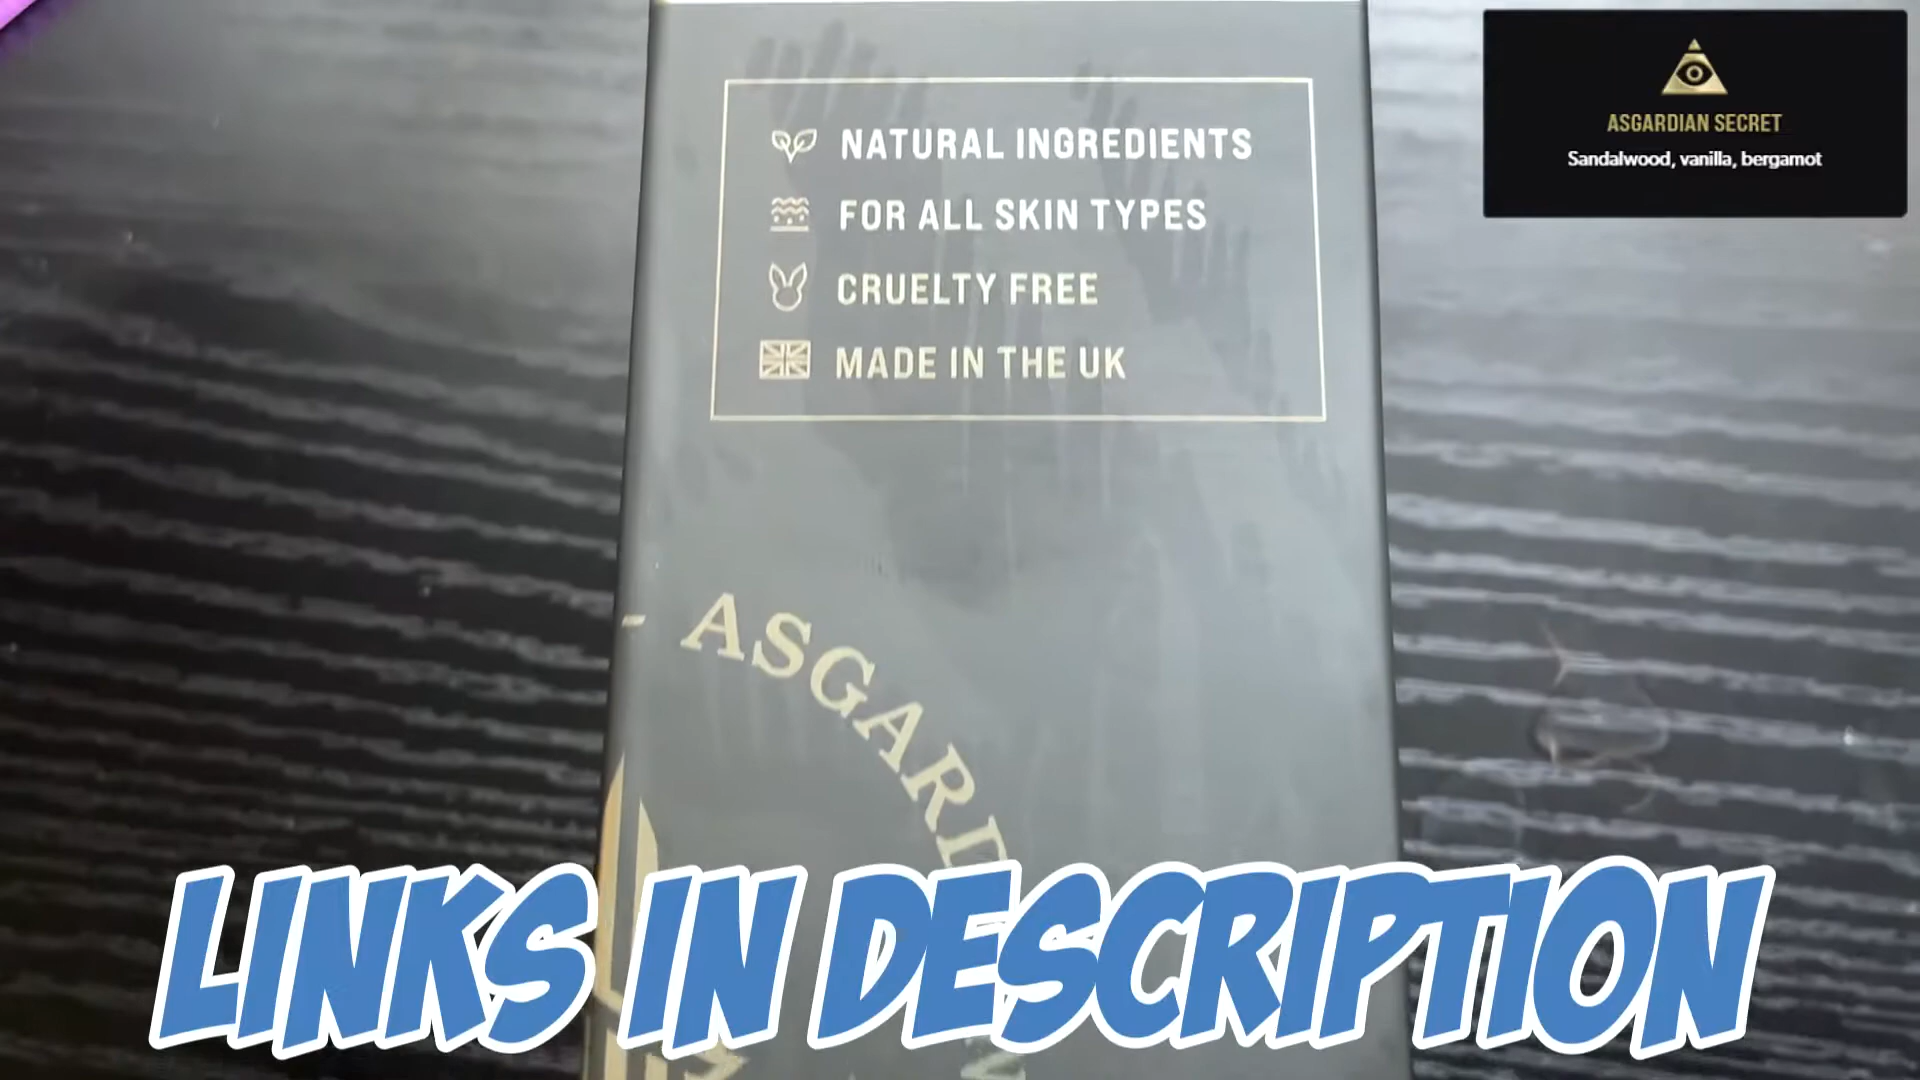 NATURAL INGREDIENTS
FOR ALL SKIN TYPES
CRUELTY FREE
MADE IN THE UK
ASGARDIAN SECRET
Sandalwood, vanilla, bergamot
ASGARD
LINKS IN DESCRIPTION